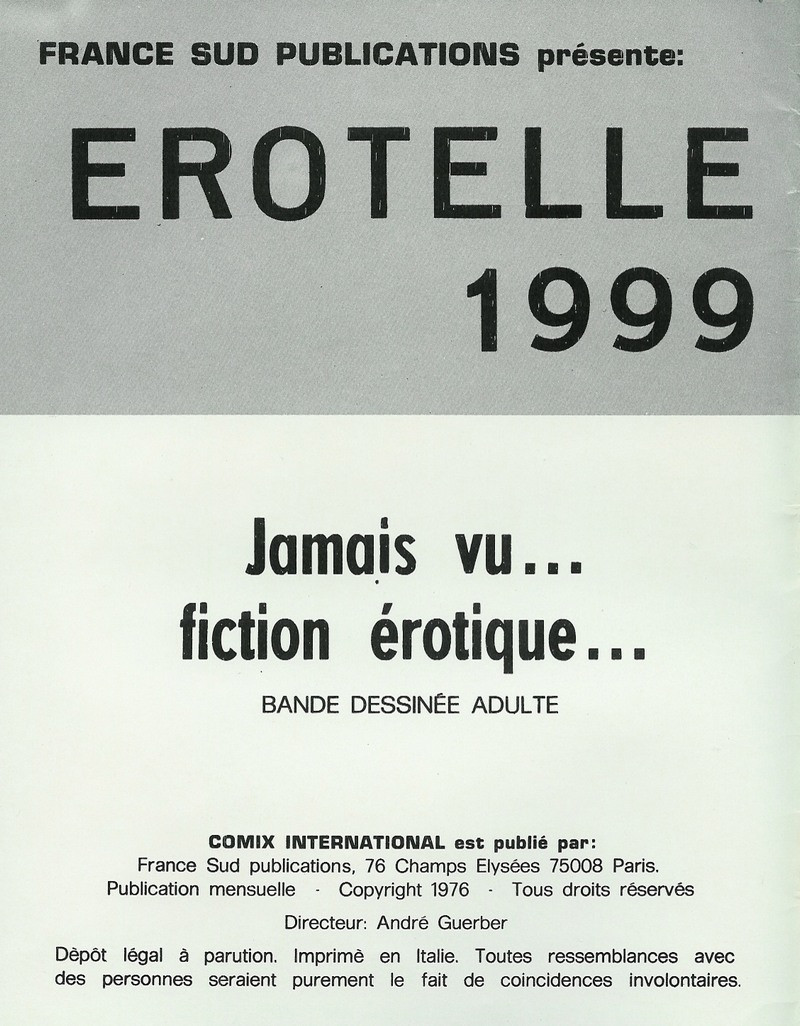 FRANCE SUD PUBLICATIONS présente:
EROTELLE
1999
Jamais vu...
fiction érotique...
BANDE DESSINÉE ADULTE
COMIX INTERNATIONAL est publié par:
France Sud publications, 76 Champs Elysées 75008 Paris.
Publication mensuelle - Copyright 1976 - Tous droits réservés
Directeur: André Guerber
Dèpôt légal à parution. Imprimè en Italie. Toutes ressemblances avec
des personnes seraient purement le fait de coincidences involontaires.